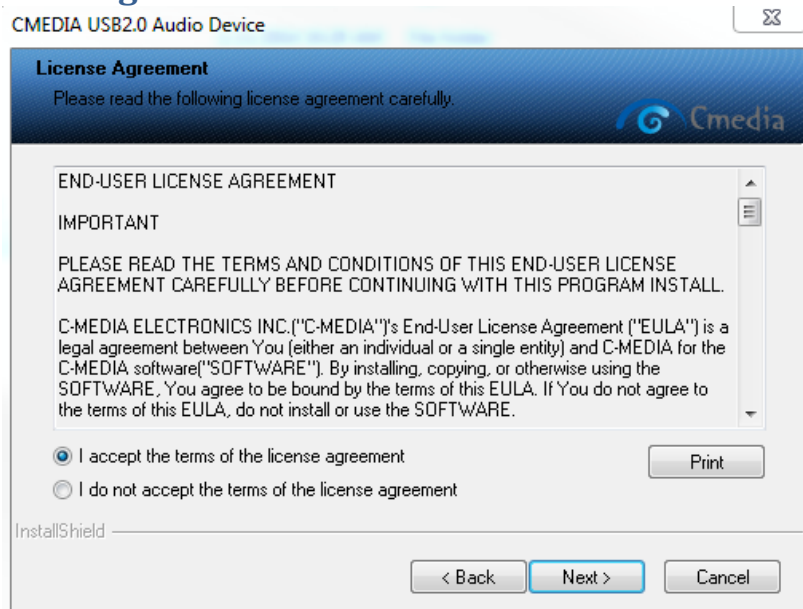 CMEDIA USB2.0 Audio Device
License Agreement
Please read the following license agreement carefully.
Cmedia
END-USER LICENSE AGREEMENT
IMPORTANT
PLEASE READ THE TERMS AND CONDITIONS OF THIS END-USER LICENSE
AGREEMENT CAREFULLY BEFORE CONTINUING WITH THIS PROGRAM INSTALL.
C-MEDIA ELECTRONICS INC.("C-MEDIA")'s End-User License Agreement ("EULA") is a
legal agreement between You (either an individual or a single entity) and C-MEDIA for the
C-MEDIA software("SOFTWARE"). By installing, copying, or otherwise using the
SOFTWARE, You agree to be bound by the terms of this EULA. If You do not agree to
the terms of this EULA, do not install or use the SOFTWARE.
I accept the terms of the license agreement
Print
I do not accept the terms of the license agreement
InstallShield
< Back
Next >
Cancel